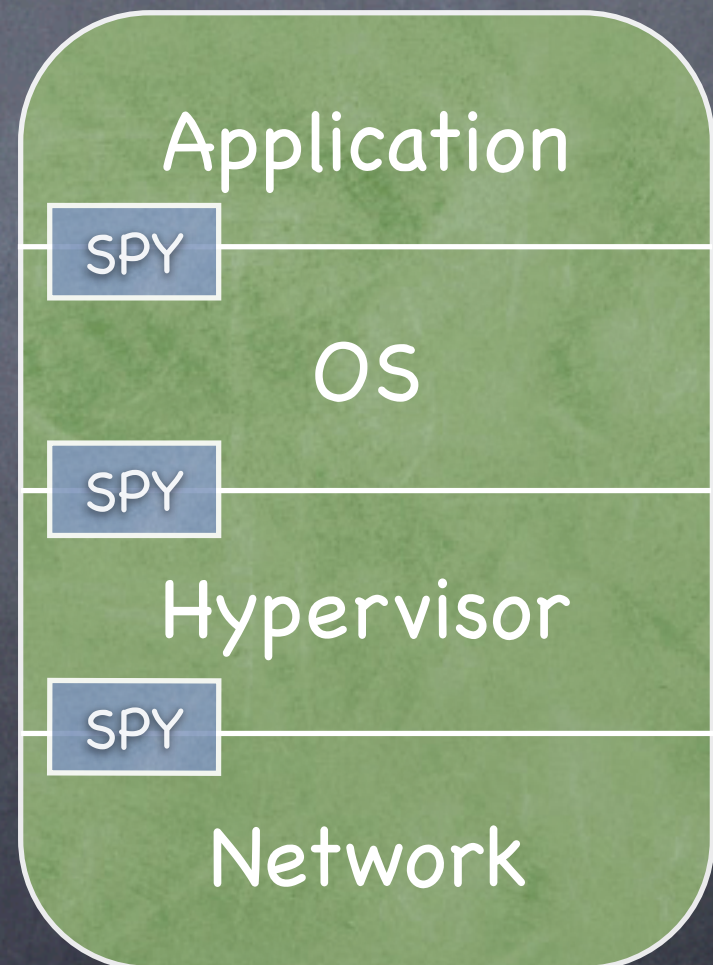 Application
SPY
OS
SPY
Hypervisor
SPY
Network